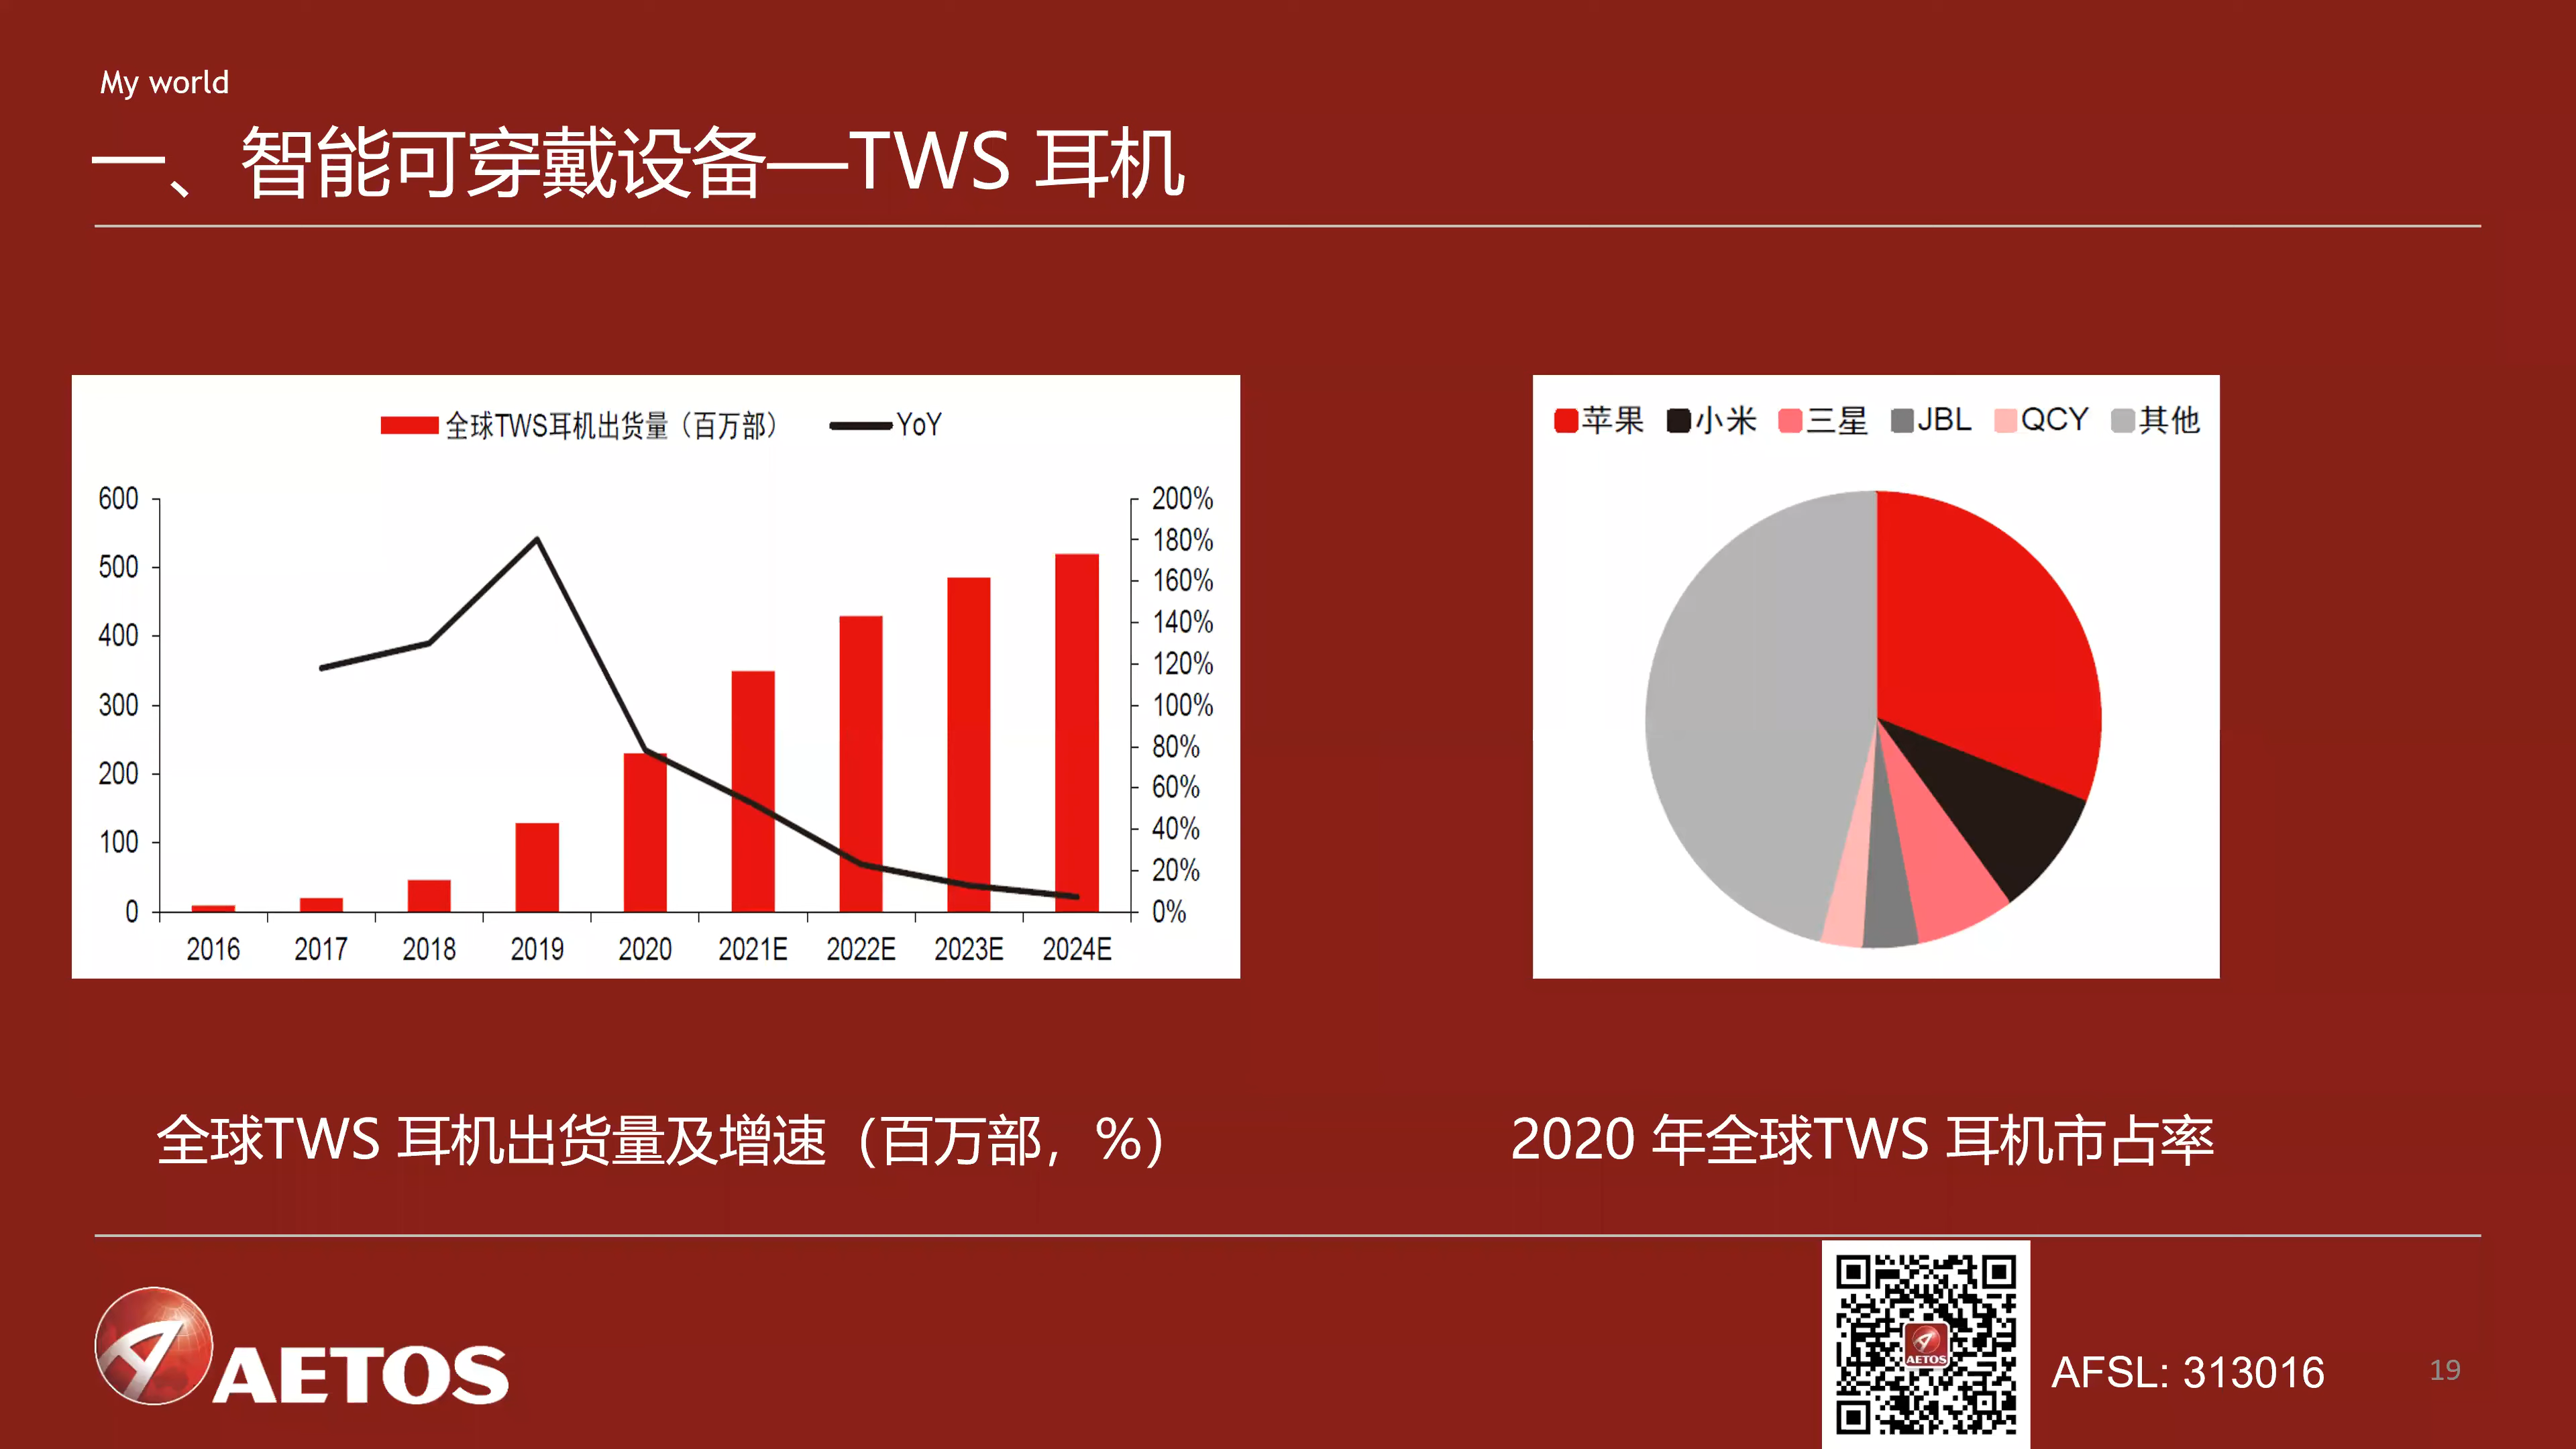 My world
一、智能可穿戴设备—TWS 耳机
全球TWS耳机出货量（百万部） YoY
600
500
400
300
200
100
0
200%
180%
160%
140%
120%
100%
80%
60%
40%
20%
0%
2016 2017 2018 2019 2020 2021E 2022E 2023E 2024E
苹果 小米 三星 JBL QCY 其他
全球TWS 耳机出货量及增速（百万部，%）
2020 年全球TWS 耳机市占率
AETOS
AETOS
AFSL: 313016
19